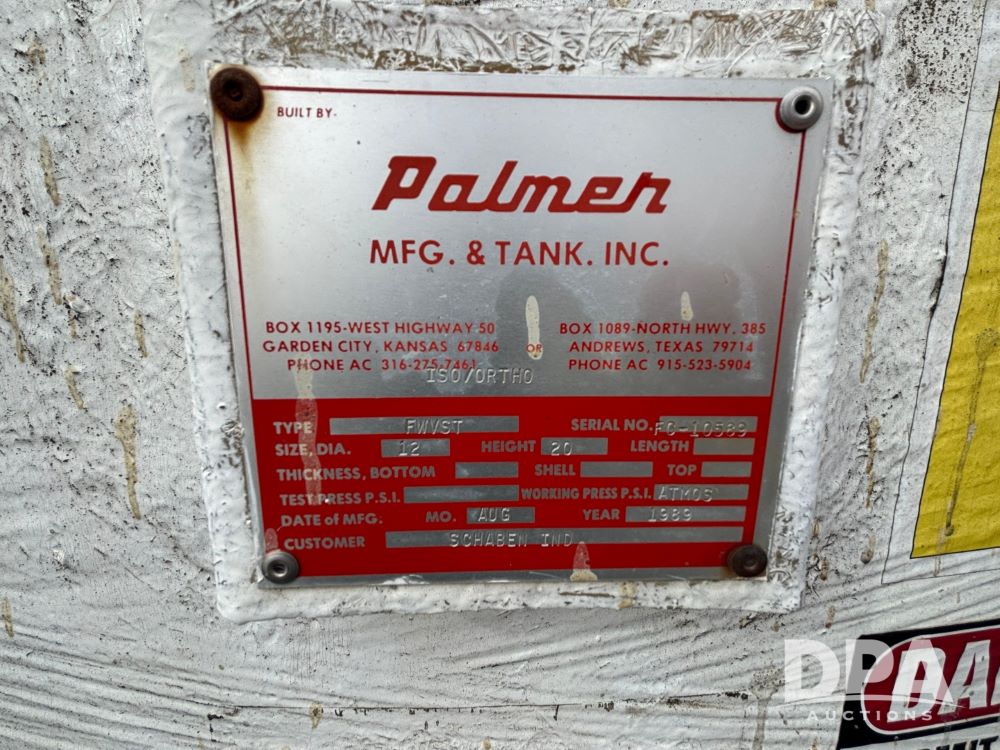 BUILT BY-
Palmer
MFG. & TANK. INC.
BOX 1195-WEST HIGHWAY 50
GARDEN CITY, KANSAS 67846
PHONE AC 316-275-7461
OR
BOX 1089-NORTH HWY. 385
ANDREWS, TEXAS 79714
PHONE AC 915-523-5904
ISO/ORTHO
TYPE FWVST SERIAL NO. FC-10589
SIZE, DIA. 12 HEIGHT 20 LENGTH
THICKNESS, BOTTOM SHELL TOP
TEST PRESS P.S.I. WORKING PRESS P.S.I. ATMOS
DATE of MFG. MO. AUG YEAR 1989
CUSTOMER SCHABEN IND
DPA
AUCTIONS